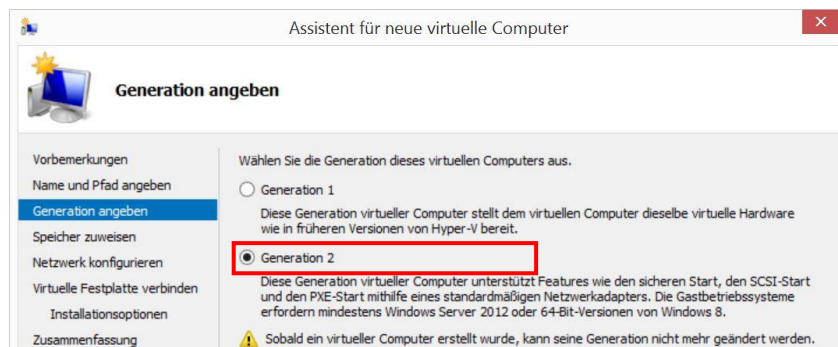 Assistent für neue virtuelle Computer
Generation angeben
Vorbemerkungen
Name und Pfad angeben
Generation angeben
Speicher zuweisen
Netzwerk konfigurieren
Virtuelle Festplatte verbinden
Installationsoptionen
Zusammenfassung
Wählen Sie die Generation dieses virtuellen Computers aus.
Generation 1
Diese Generation virtueller Computer stellt dem virtuellen Computer dieselbe virtuelle Hardware
wie in früheren Versionen von Hyper-V bereit.
Generation 2
Diese Generation virtueller Computer unterstützt Features wie den sicheren Start, den SCSI-Start
und den PXE-Start mithilfe eines standardmäßigen Netzwerkadapters. Die Gastbetriebssysteme
erfordern mindestens Windows Server 2012 oder 64-Bit-Versionen von Windows 8.
Sobald ein virtueller Computer erstellt wurde, kann seine Generation nicht mehr geändert werden.